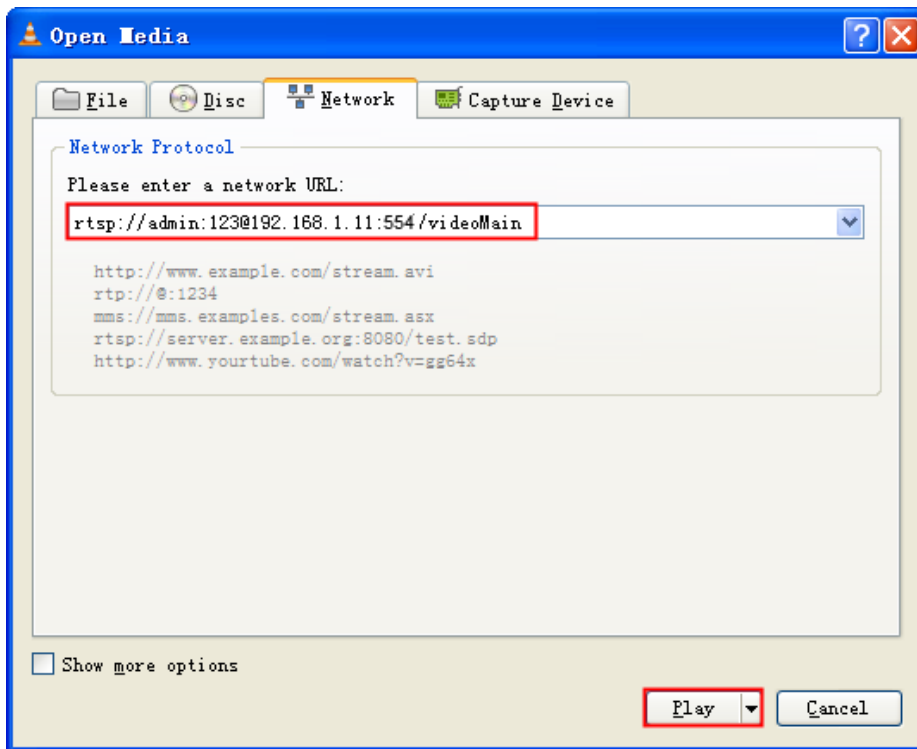 Open Media
File
Disc
Network
Capture Device
Network Protocol
Please enter a network URL:
rtsp://admin:123@192.168.1.11:554/videoMain
http://www.example.com/stream.avi
rtp://@:1234
mms://mms.examples.com/stream.asx
rtsp://server.example.org:8080/test.sdp
http://www.yourtube.com/watch?v=gg64x
Show more options
Play
Cancel